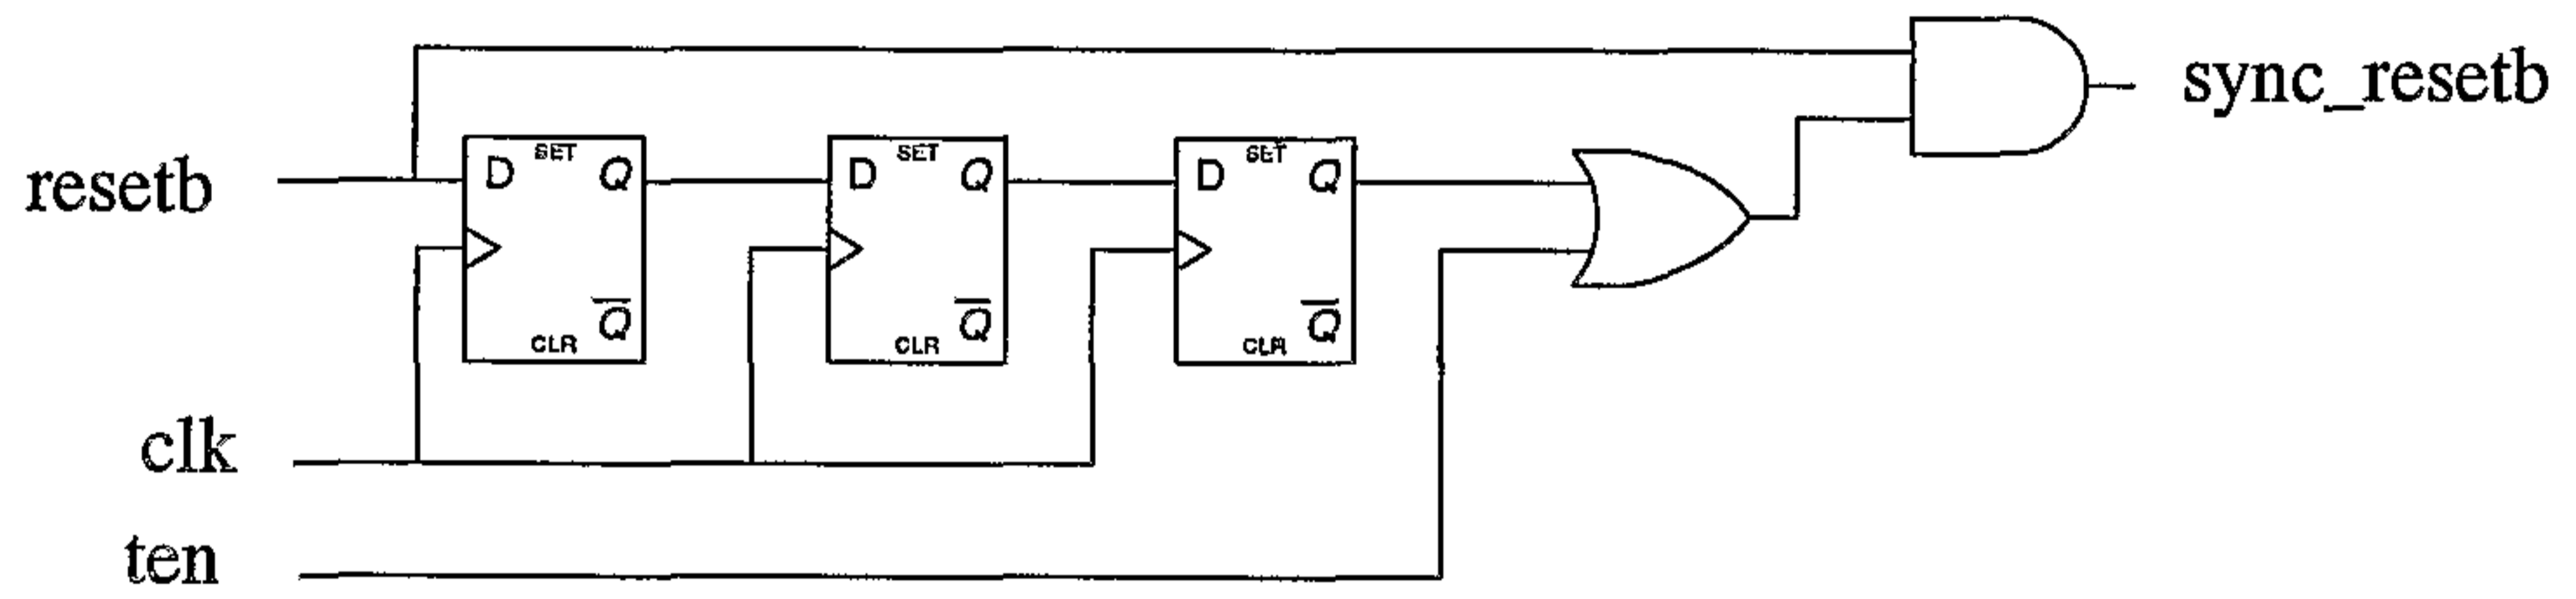 sync_resetb
resetb
D SET Q
CLR Q
D SET Q
CLR Q
D SET Q
CLR Q
clk
ten